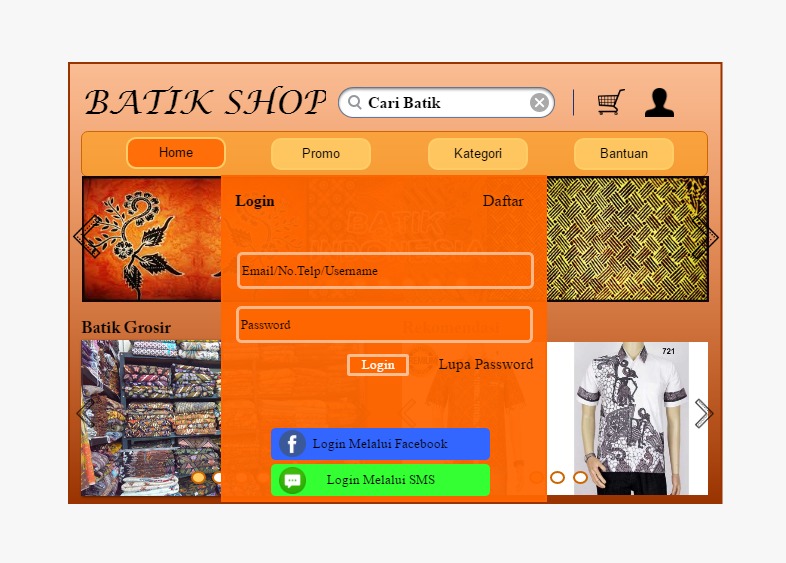 BATIK SHOP
Cari Batik
Home
Promo
Kategori
Bantuan
Login
Daftar
BATIK
Email/No.Telp/Username
Batik Grosir
Password
721
Login
Lupa Password
Login Melalui Facebook
Login Melalui SMS